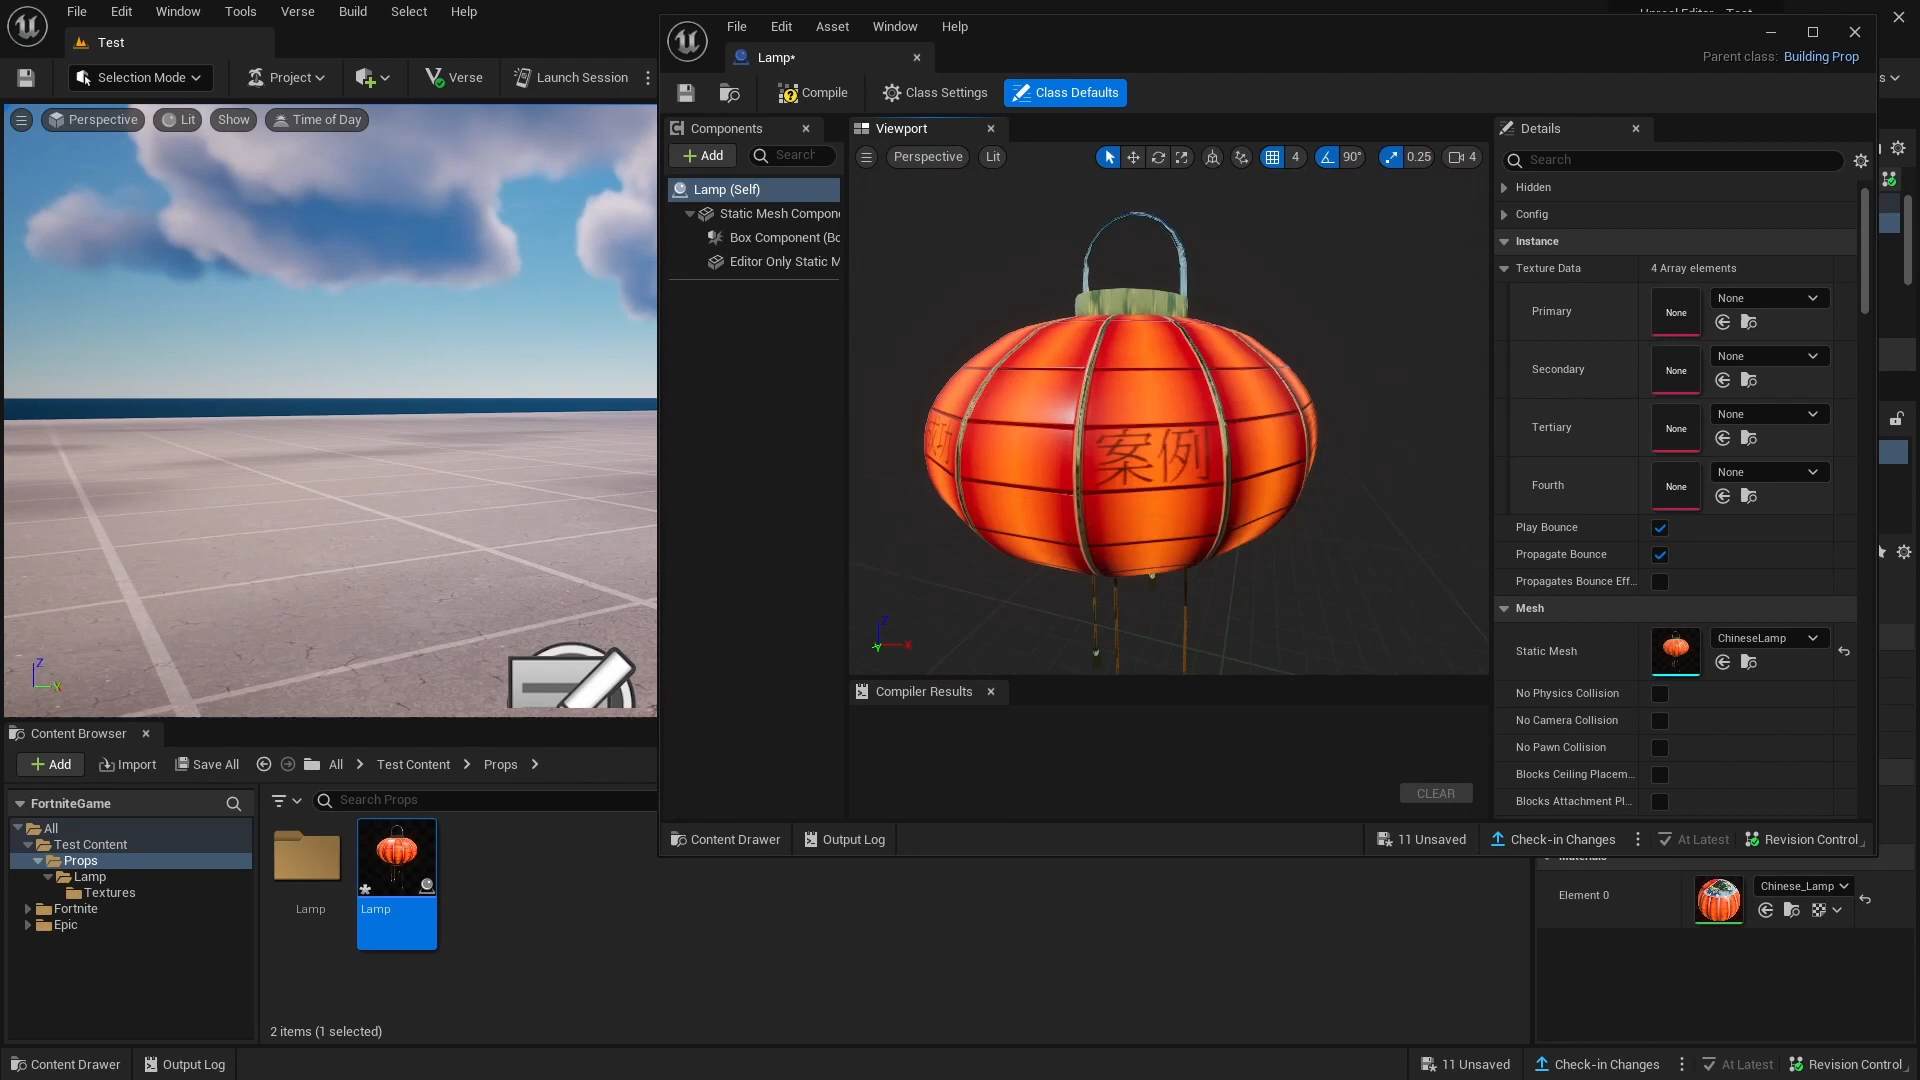 File Edit Window Tools Verse Build Select Help
Test
Selection Mode
Project
Verse
Launch Session
Perspective
Lit
Show
Time of Day
Z
File Edit Asset Window Help
Lamp*
Parent class: Building Prop
Compile
Class Settings
Class Defaults
Components
Add
Search
Lamp (Self)
Static Mesh Compon
Box Component (Bo
Editor Only Static M
Viewport
Perspective
Lit
4
90°
0.25
4
案例
Z
X
Compiler Results
CLEAR
Details
Search
Hidden
Config
Instance
Texture Data 4 Array elements
Primary None None
Secondary None None
Tertiary None None
Fourth None None
Play Bounce
Propagate Bounce
Propagates Bounce Eff...
Mesh
Static Mesh ChineseLamp
No Physics Collision
No Camera Collision
No Pawn Collision
Blocks Ceiling Placem...
Blocks Attachment Pl...
Content Drawer
Output Log
11 Unsaved
Check-in Changes
At Latest
Revision Control
Element 0 Chinese_Lamp
Content Browser
Add
Import
Save All
All > Test Content > Props >
FortniteGame
Search Props
All
Test Content
Props
Lamp
Textures
Fortnite
Epic
Lamp
Lamp
2 items (1 selected)
Content Drawer
Output Log
11 Unsaved
Check-in Changes
At Latest
Revision Control